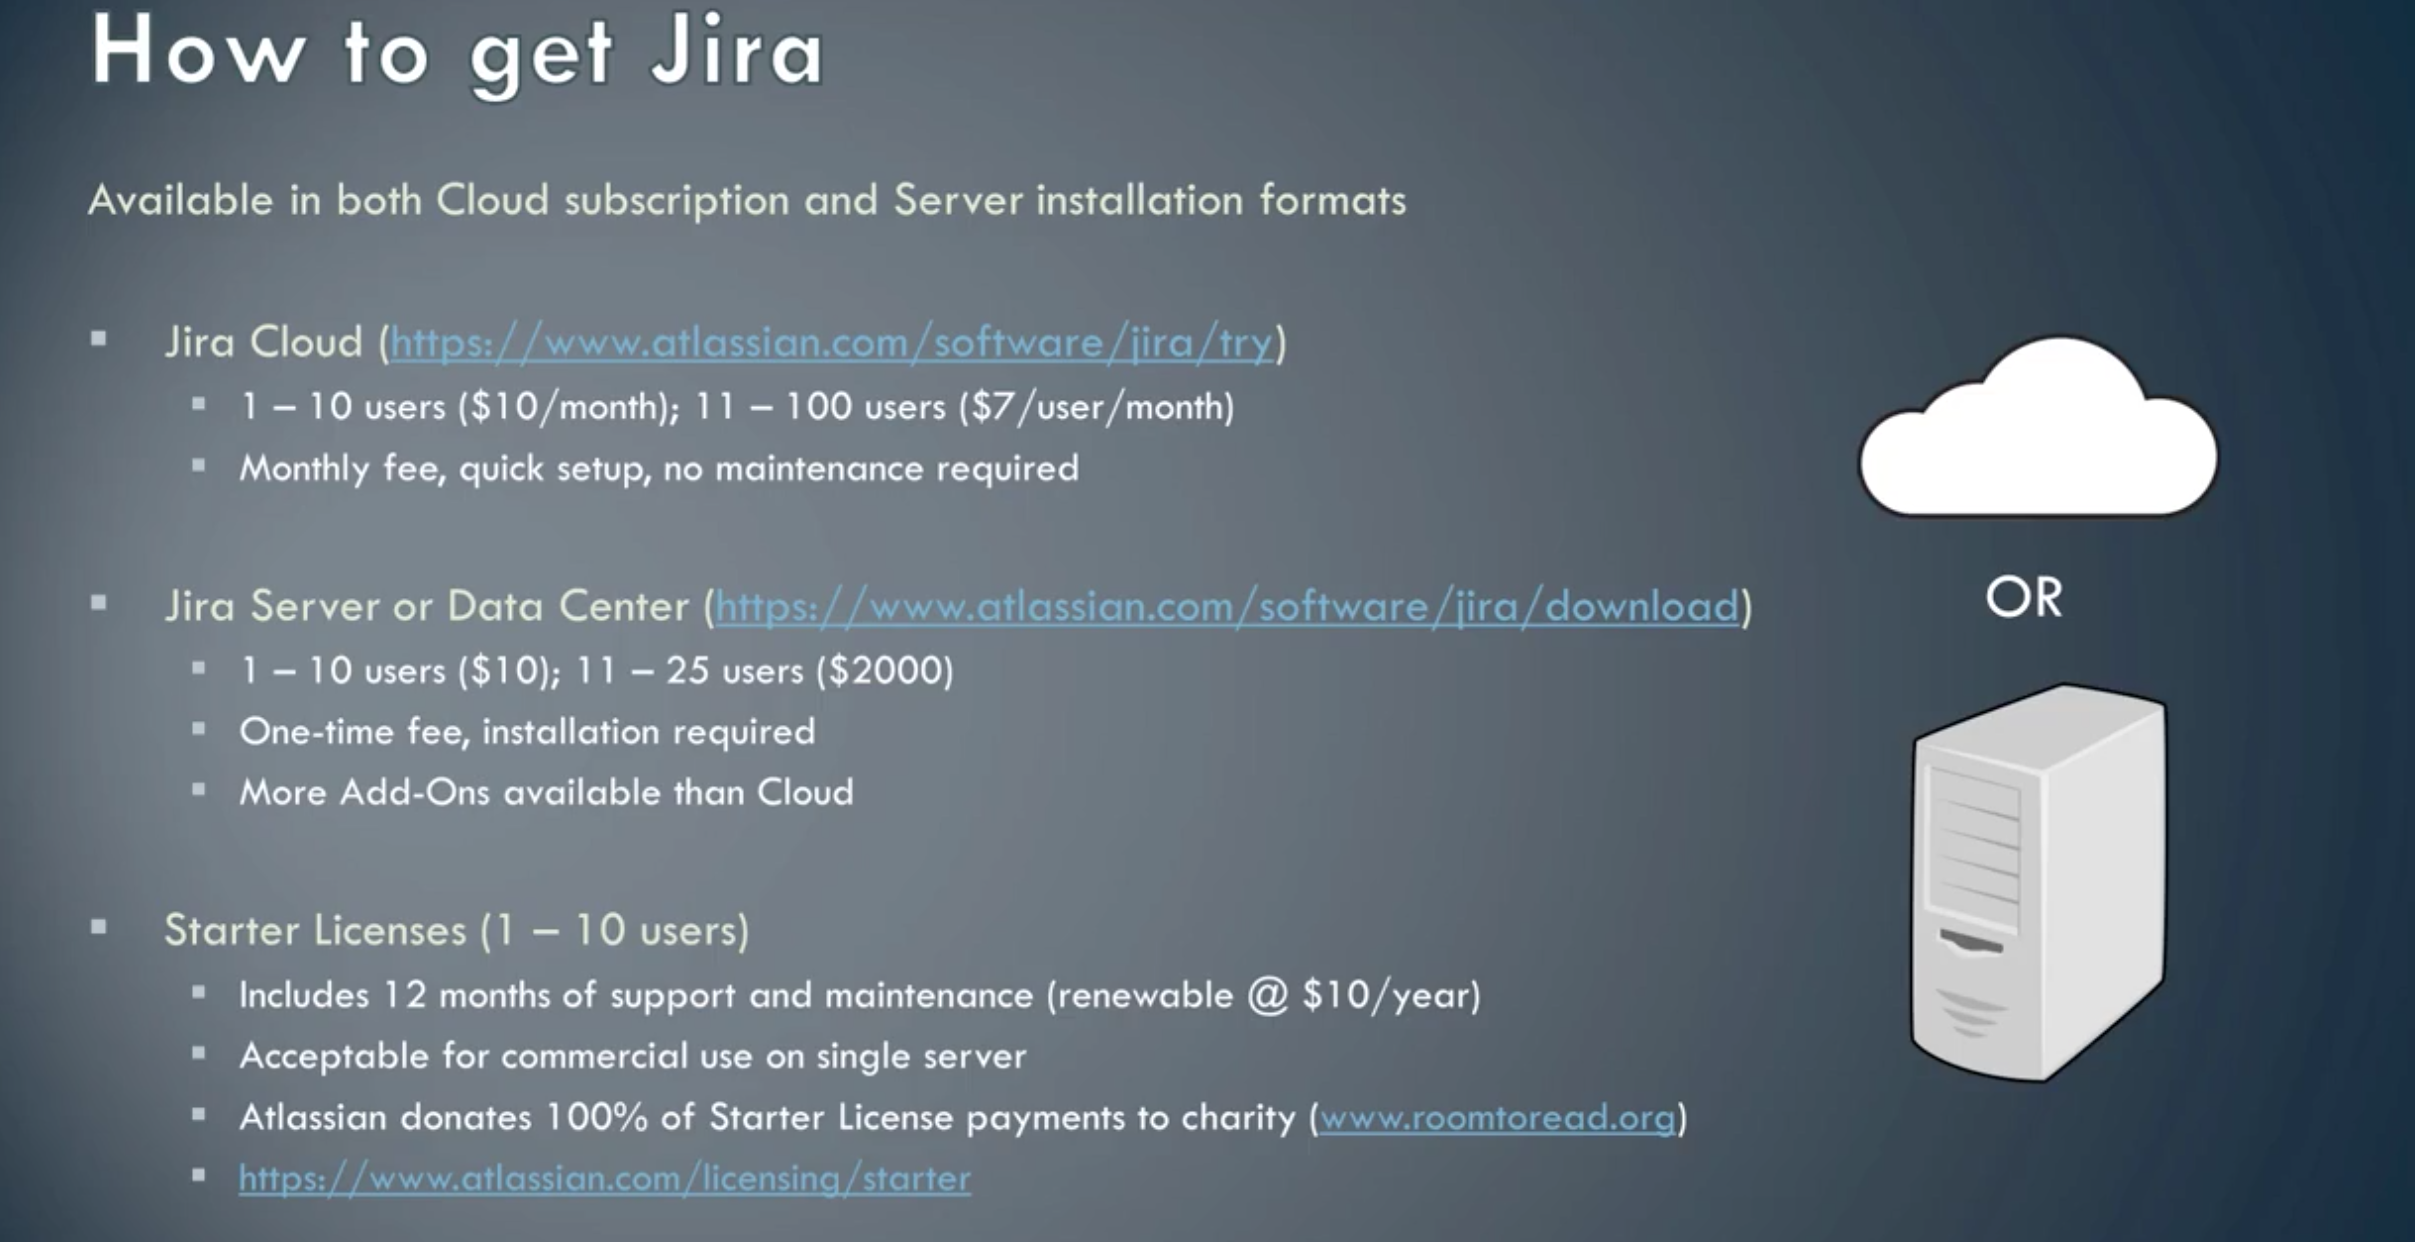 How to get Jira
Available in both Cloud subscription and Server installation formats
Jira Cloud (https://www.atlassian.com/software/jira/try)
1 – 10 users ($10/month); 11 – 100 users ($7/user/month)
Monthly fee, quick setup, no maintenance required
Jira Server or Data Center (https://www.atlassian.com/software/jira/download)
OR
1 – 10 users ($10); 11 – 25 users ($2000)
One-time fee, installation required
More Add-Ons available than Cloud
Starter Licenses (1 – 10 users)
Includes 12 months of support and maintenance (renewable @ $10/year)
Acceptable for commercial use on single server
Atlassian donates 100% of Starter License payments to charity (www.roomtoread.org)
https://www.atlassian.com/licensing/starter